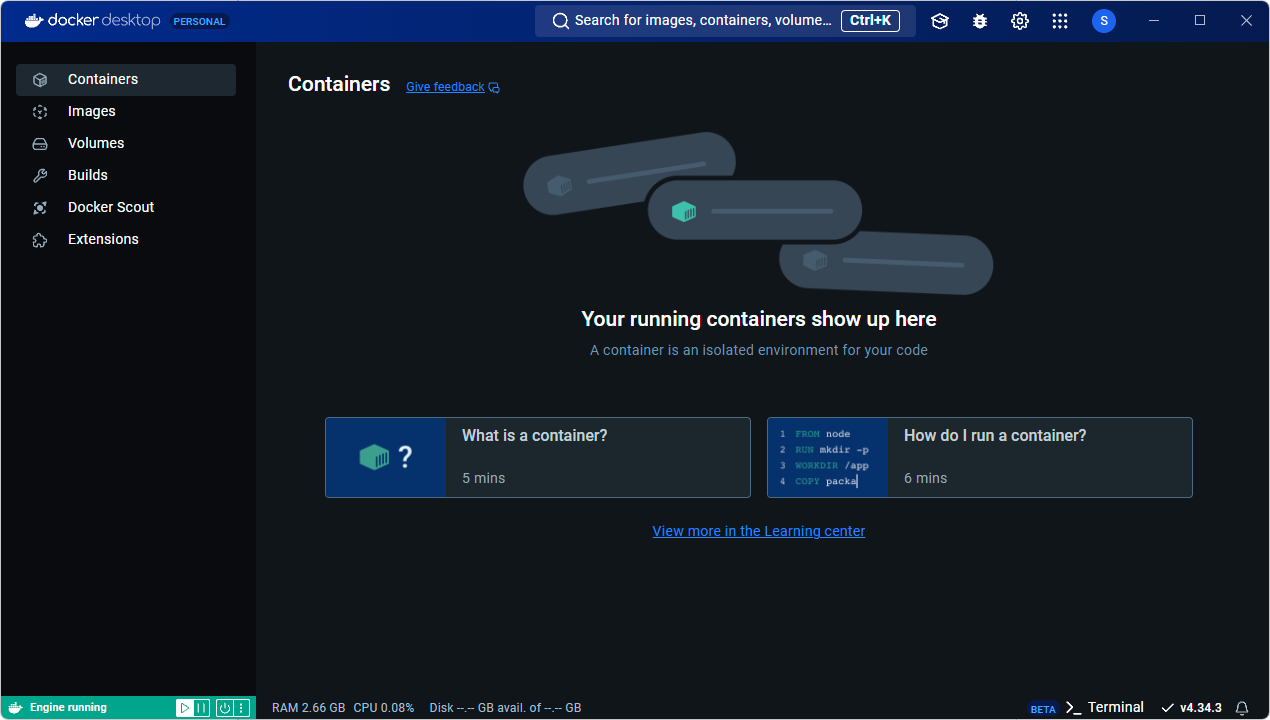 docker desktop PERSONAL
Search for images, containers, volume... Ctrl+K
S
Containers
Images
Volumes
Builds
Docker Scout
Extensions
Containers Give feedback
Your running containers show up here
A container is an isolated environment for your code
?
What is a container?
5 mins
1 FROM node
2 RUN mkdir -p
3 WORKDIR /app
4 COPY packa
How do I run a container?
6 mins
View more in the Learning center
Engine running
RAM 2.66 GB CPU 0.08% Disk --.-- GB avail. of --.-- GB
BETA >_ Terminal v4.34.3